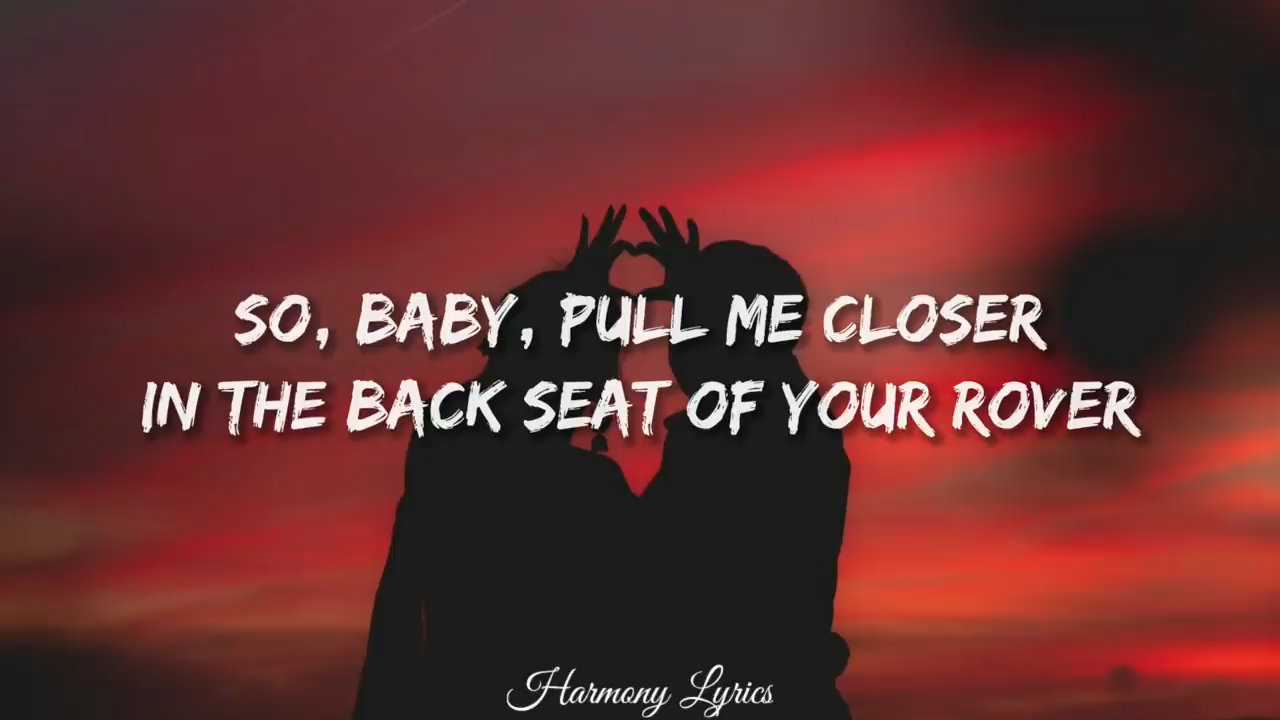 SO, BABY, PULL ME CLOSER
IN THE BACK SEAT OF YOUR ROVER
Harmony Lyrics